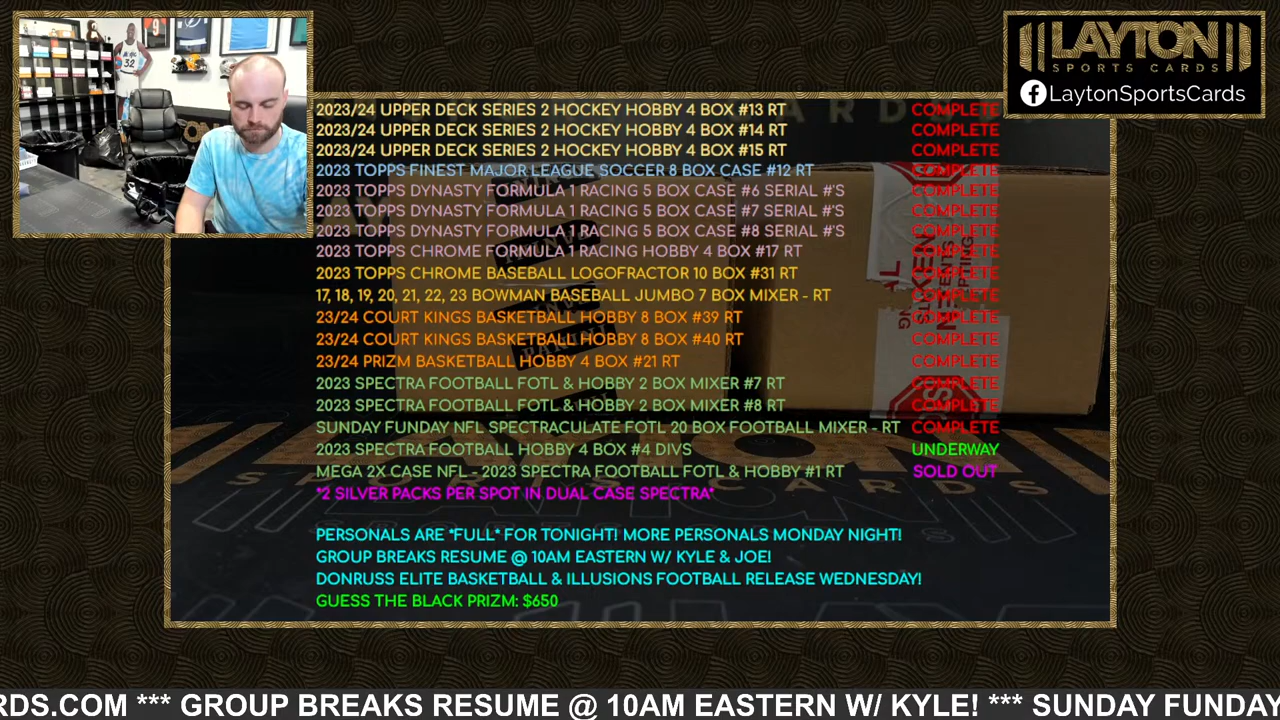 LAYTON
SPORTS CARDS
LaytonSportsCards
32
2023/24 UPPER DECK SERIES 2 HOCKEY HOBBY 4 BOX #13 RT COMPLETE
2023/24 UPPER DECK SERIES 2 HOCKEY HOBBY 4 BOX #14 RT COMPLETE
2023/24 UPPER DECK SERIES 2 HOCKEY HOBBY 4 BOX #15 RT COMPLETE
2023 TOPPS FINEST MAJOR LEAGUE SOCCER 8 BOX CASE #12 RT COMPLETE
2023 TOPPS DYNASTY FORMULA 1 RACING 5 BOX CASE #6 SERIAL #'S COMPLETE
2023 TOPPS DYNASTY FORMULA 1 RACING 5 BOX CASE #7 SERIAL #'S COMPLETE
2023 TOPPS DYNASTY FORMULA 1 RACING 5 BOX CASE #8 SERIAL #'S COMPLETE
2023 TOPPS CHROME FORMULA 1 RACING HOBBY 4 BOX #17 RT COMPLETE
2023 TOPPS CHROME BASEBALL LOGOFRACTOR 10 BOX #31 RT COMPLETE
17, 18, 19, 20, 21, 22, 23 BOWMAN BASEBALL JUMBO 7 BOX MIXER - RT COMPLETE
23/24 COURT KINGS BASKETBALL HOBBY 8 BOX #39 RT COMPLETE
23/24 COURT KINGS BASKETBALL HOBBY 8 BOX #40 RT COMPLETE
23/24 PRIZM BASKETBALL HOBBY 4 BOX #21 RT COMPLETE
2023 SPECTRA FOOTBALL FOTL & HOBBY 2 BOX MIXER #7 RT COMPLETE
2023 SPECTRA FOOTBALL FOTL & HOBBY 2 BOX MIXER #8 RT COMPLETE
SUNDAY FUNDAY NFL SPECTRACULATE FOTL 20 BOX FOOTBALL MIXER - RT COMPLETE
2023 SPECTRA FOOTBALL HOBBY 4 BOX #4 DIVS UNDERWAY
MEGA 2X CASE NFL - 2023 SPECTRA FOOTBALL FOTL & HOBBY #1 RT SOLD OUT
*2 SILVER PACKS PER SPOT IN DUAL CASE SPECTRA*
PERSONALS ARE *FULL* FOR TONIGHT! MORE PERSONALS MONDAY NIGHT!
GROUP BREAKS RESUME @ 10AM EASTERN W/ KYLE & JOE!
DONRUSS ELITE BASKETBALL & ILLUSIONS FOOTBALL RELEASE WEDNESDAY!
GUESS THE BLACK PRIZM: $650
RDS.COM *** GROUP BREAKS RESUME @ 10AM EASTERN W/ KYLE! *** SUNDAY FUNDAY